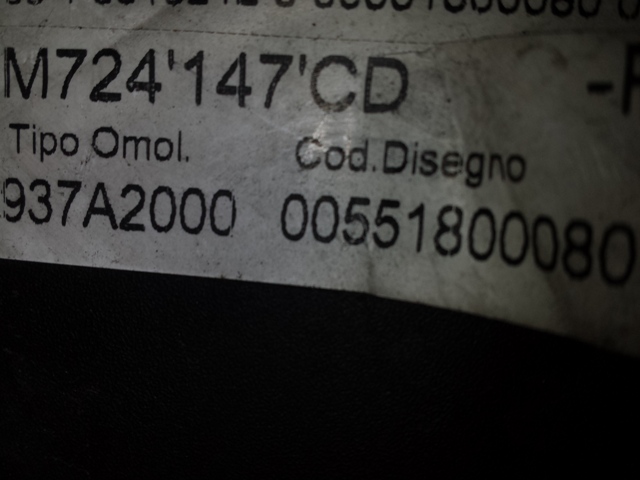 M724'147'CD -F
Tipo Omol. Cod.Disegno
937A2000 00551800080